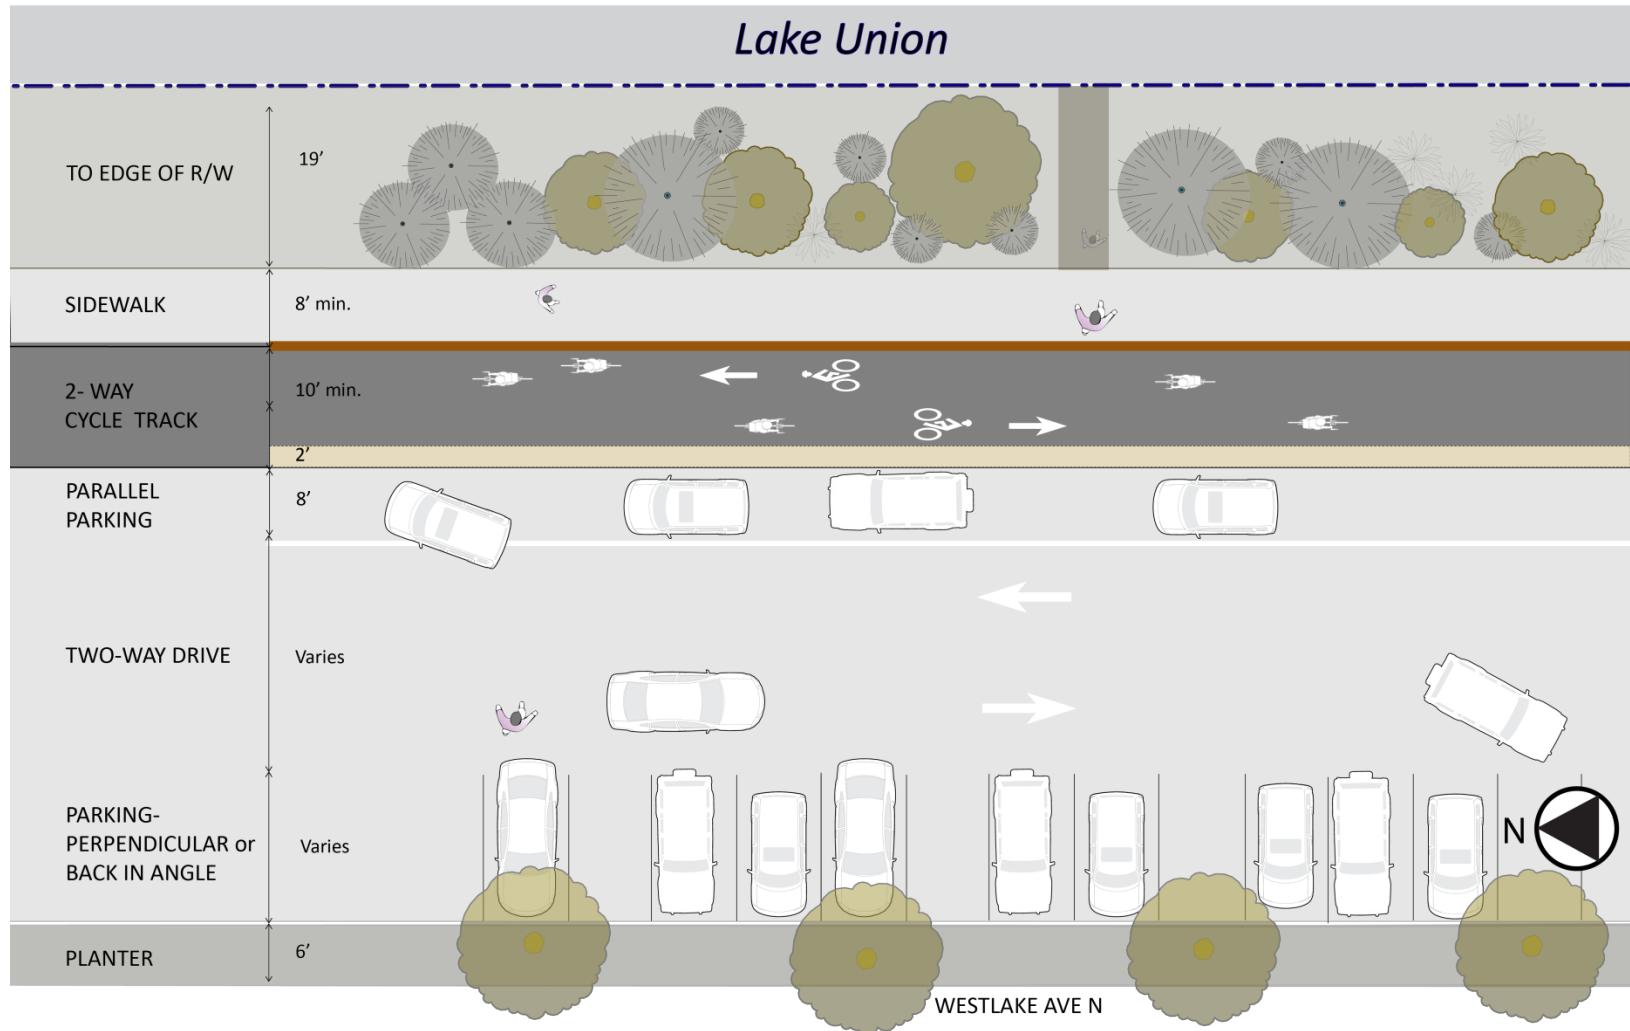 Lake Union
TO EDGE OF R/W
19’
SIDEWALK
8’ min.
2- WAY
CYCLE TRACK
10’ min.
2’
PARALLEL
PARKING
8’
TWO-WAY DRIVE
Varies
PARKING-
PERPENDICULAR or
BACK IN ANGLE
Varies
N
PLANTER
6’
WESTLAKE AVE N